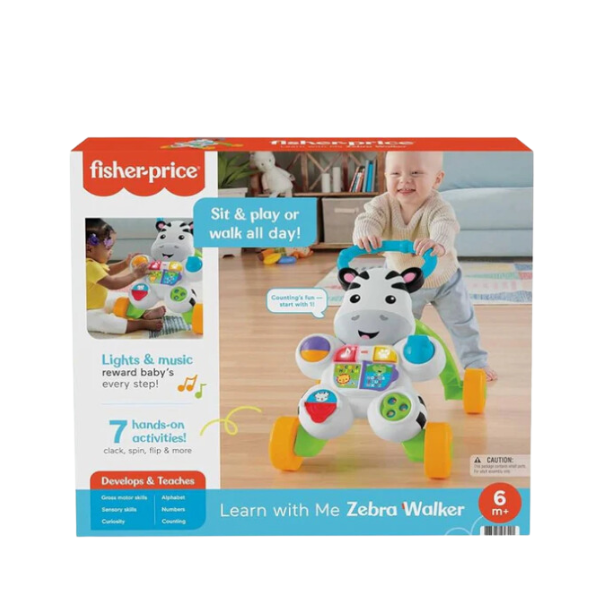 fisher-price
fisher-price
Sit & play or
walk all day!
Counting's fun —
start with 1!
Lights & music
reward baby's
every step!
7 hands-on
activities!
clack, spin, flip & more
Develops & Teaches
Gross motor skills
Sensory skills
Curiosity
Alphabet
Numbers
Counting
Learn with Me Zebra Walker
CAUTION:
6
m+